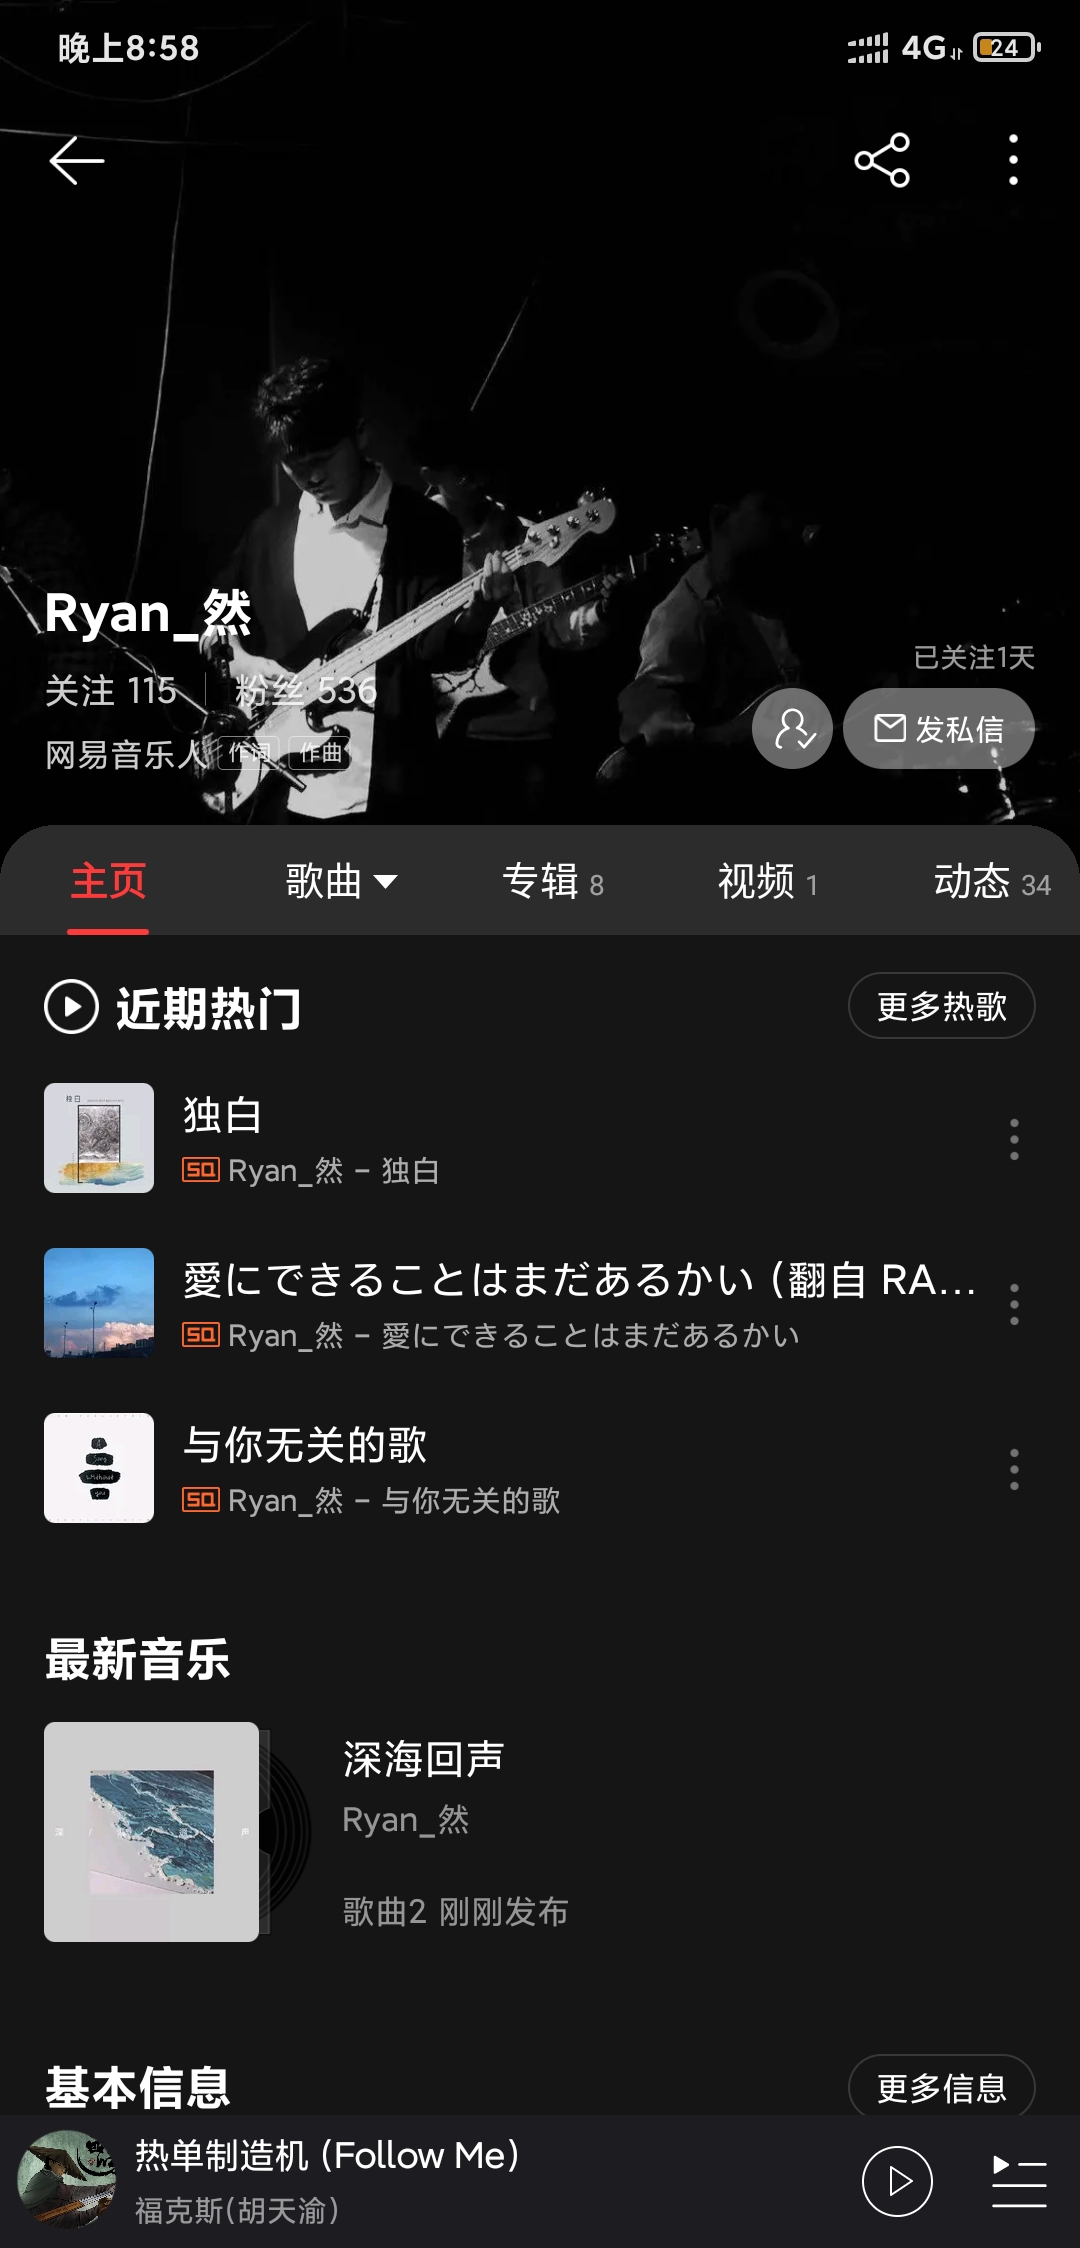 晚上8:58
4G 24
Ryan_然
已关注1天
关注 115 粉丝 536
发私信
网易音乐人 作词 作曲
主页 歌曲 专辑 8 视频 1 动态 34
近期热门 更多热歌
独白
SQ Ryan_然 - 独白
愛にできることはまだあるかい (翻自 RA...
SQ Ryan_然 - 愛にできることはまだあるかい
与你无关的歌
SQ Ryan_然 - 与你无关的歌
最新音乐
深海回声
Ryan_然
歌曲2 刚刚发布
基本信息 更多信息
热单制造机 (Follow Me)
福克斯(胡天渝)